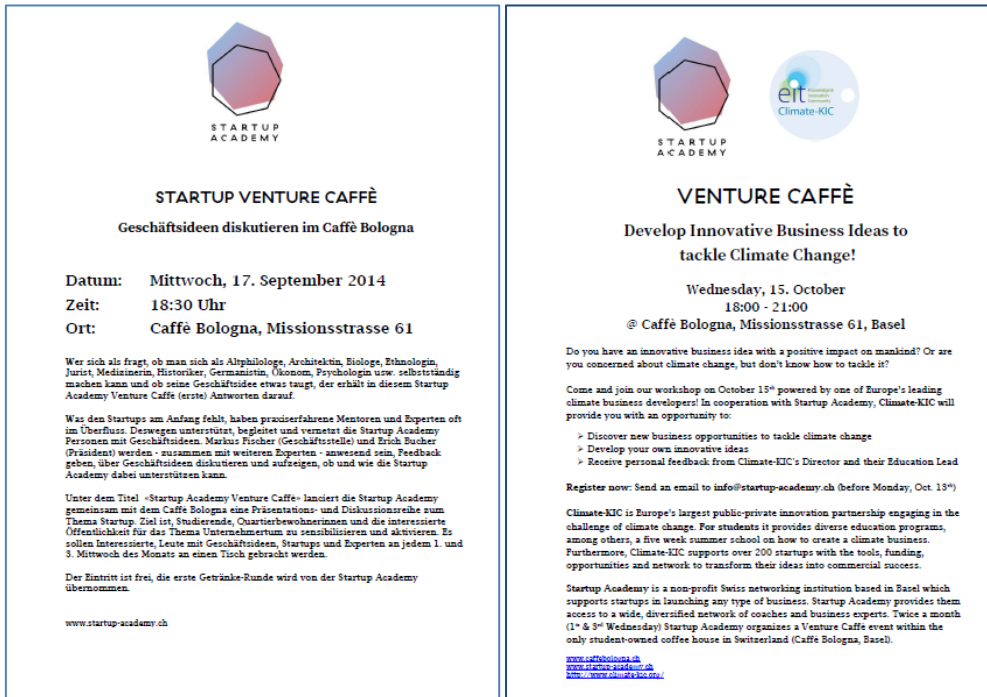 STARTUP
ACADEMY
STARTUP VENTURE CAFFÈ
Geschäftsideen diskutieren im Caffè Bologna
Datum: Mittwoch, 17. September 2014
Zeit: 18:30 Uhr
Ort: Caffè Bologna, Missionsstrasse 61
Wer sich als fragt, ob man sich als Altphilologe, Architektin, Biologe, Ethnologin,
Jurist, Medizinerin, Historiker, Germanistin, Ökonom, Psychologin usw. selbstständig
machen kann und ob seine Geschäftsidee etwas taugt, der erhält in diesem Startup
Academy Venture Caffè (erste) Antworten darauf.
Was den Startups am Anfang fehlt, haben praxiserfahrene Mentoren und Experten oft
im Überfluss. Deswegen unterstützt, begleitet und vernetzt die Startup Academy
Personen mit Geschäftsideen. Markus Fischer (Geschäftsstelle) und Erich Bucher
(Präsident) werden - zusammen mit weiteren Experten - anwesend sein, Feedback
geben, über Geschäftsideen diskutieren und aufzeigen, ob und wie die Startup
Academy dabei unterstützen kann.
Unter dem Titel «Startup Academy Venture Caffè» lanciert die Startup Academy
gemeinsam mit dem Caffè Bologna eine Präsentations- und Diskussionsreihe zum
Thema Startup. Ziel ist, Studierende, Quartierbewohnerinnen und die interessierte
Öffentlichkeit für das Thema Unternehmertum zu sensibilisieren und aktivieren. Es
sollen Interessierte, Leute mit Geschäftsideen, Startups und Experten an jedem 1. und
3. Mittwoch des Monats an einen Tisch gebracht werden.
Der Eintritt ist frei, die erste Getränke-Runde wird von der Startup Academy
übernommen.
www.startup-academy.ch
STARTUP
ACADEMY
eit Knowledge &
Innovation
Community
Climate-KIC
VENTURE CAFFÈ
Develop Innovative Business Ideas to
tackle Climate Change!
Wednesday, 15. October
18:00 - 21:00
@ Caffè Bologna, Missionsstrasse 61, Basel
Do you have an innovative business idea with a positive impact on mankind? Or are
you concerned about climate change, but don't know how to tackle it?
Come and join our workshop on October 15th powered by one of Europe's leading
climate business developers! In cooperation with Startup Academy, Climate-KIC will
provide you with an opportunity to:
➢ Discover new business opportunities to tackle climate change
➢ Develop your own innovative ideas
➢ Receive personal feedback from Climate-KIC's Director and their Education Lead
Register now: Send an email to info@startup-academy.ch (before Monday, Oct. 13th)
Climate-KIC is Europe's largest public-private innovation partnership engaging in the
challenge of climate change. For students it provides diverse education programs,
among others, a five week summer school on how to create a climate business.
Furthermore, Climate-KIC supports over 200 startups with the tools, funding,
opportunities and network to transform their ideas into commercial success.
Startup Academy is a non-profit Swiss networking institution based in Basel which
supports startups in launching any type of business. Startup Academy provides them
access to a wide, diversified network of coaches and business experts. Twice a month
(1st & 3rd Wednesday) Startup Academy organizes a Venture Caffè event within the
only student-owned coffee house in Switzerland (Caffè Bologna, Basel).
www.caffebologna.ch
www.startup-academy.ch
http://www.climate-kic.org/